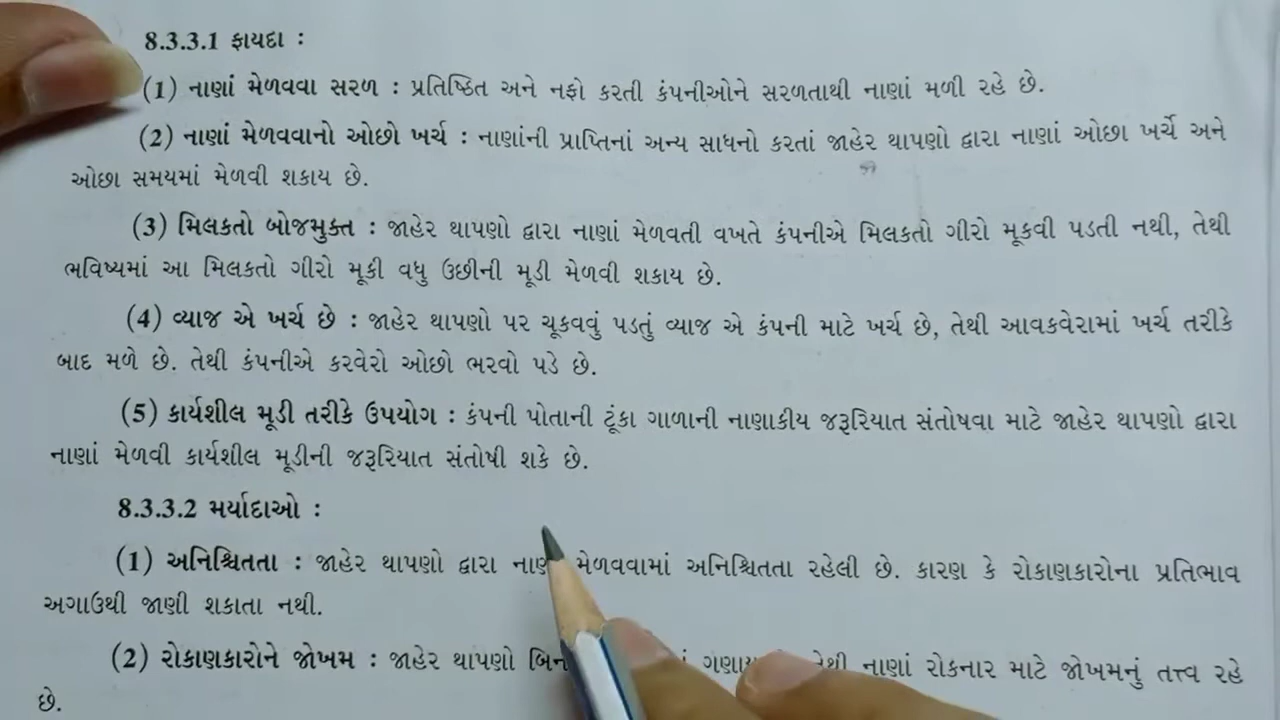 8.3.3.1 ફાયદા :
(1) નાણાં મેળવવા સરળ : પ્રતિષ્ઠિત અને નફો કરતી કંપનીઓને સરળતાથી નાણાં મળી રહે છે.
(2) નાણાં મેળવવાનો ઓછો ખર્ચ : નાણાંની પ્રાપ્તિનાં અન્ય સાધનો કરતાં જાહેર થાપણો દ્વારા નાણાં ઓછા ખર્ચે અને
ઓછા સમયમાં મેળવી શકાય છે.
(3) મિલકતો બોજમુક્ત : જાહેર થાપણો દ્વારા નાણાં મેળવતી વખતે કંપનીએ મિલકતો ગીરો મૂકવી પડતી નથી, તેથી
ભવિષ્યમાં આ મિલકતો ગીરો મૂકી વધુ ઉછીની મૂડી મેળવી શકાય છે.
(4) વ્યાજ એ ખર્ચ છે : જાહેર થાપણો પર ચૂકવવું પડતું વ્યાજ એ કંપની માટે ખર્ચ છે, તેથી આવકવેરામાં ખર્ચ તરીકે
બાદ મળે છે. તેથી કંપનીએ કરવેરો ઓછો ભરવો પડે છે.
(5) કાર્યશીલ મૂડી તરીકે ઉપયોગ : કંપની પોતાની ટૂંકા ગાળાની નાણાકીય જરૂરિયાત સંતોષવા માટે જાહેર થાપણો દ્વારા
નાણાં મેળવી કાર્યશીલ મૂડીની જરૂરિયાત સંતોષી શકે છે.
8.3.3.2 મર્યાદાઓ :
(1) અનિશ્ચિતતા : જાહેર થાપણો દ્વારા મેળવવામાં અનિશ્ચિતતા રહેલી છે. કારણ કે રોકાણકારોના પ્રતિભાવ
અગાઉથી જાણી શકાતા નથી.
(2) રોકાણકારોને જોખમ : જાહેર થાપણો નાણાં રોકનાર માટે જોખમનું તત્ત્વ રહે
છે.